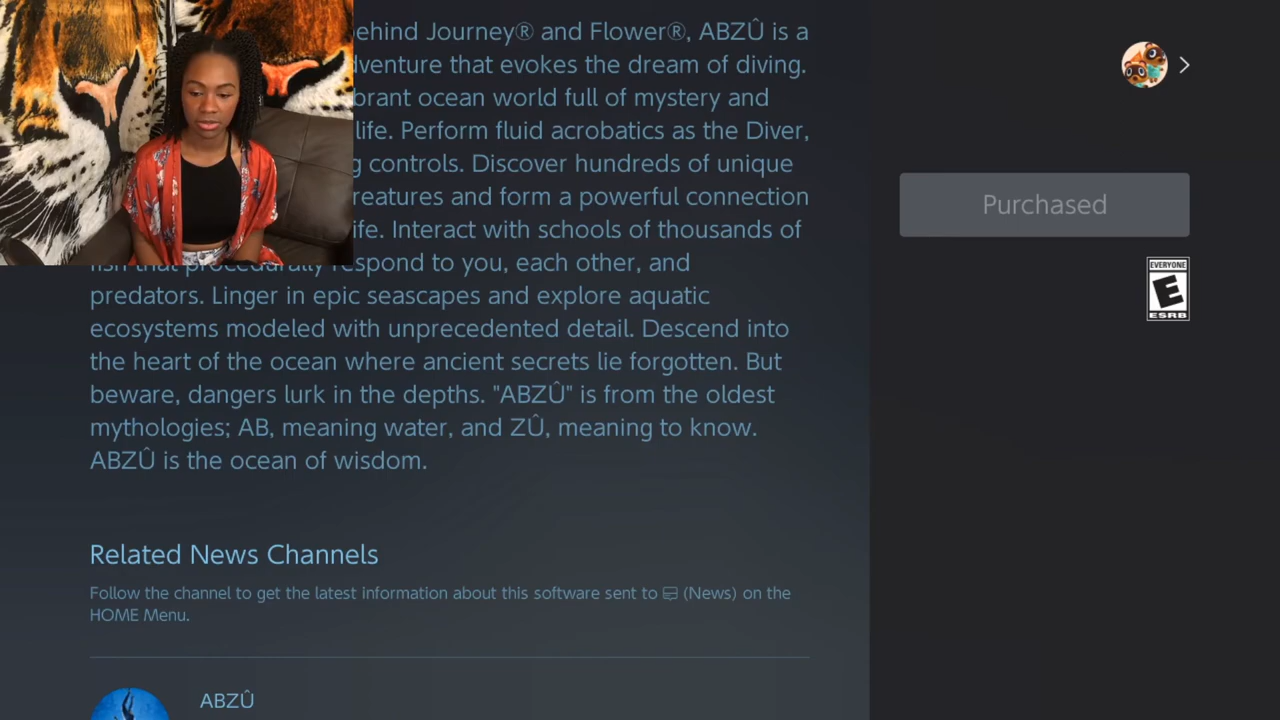 behind Journey® and Flower®, ABZÛ is a
dventure that evokes the dream of diving.
brant ocean world full of mystery and
life. Perform fluid acrobatics as the Diver,
g controls. Discover hundreds of unique
reatures and form a powerful connection
ife. Interact with schools of thousands of
fish that procedurally respond to you, each other, and
predators. Linger in epic seascapes and explore aquatic
ecosystems modeled with unprecedented detail. Descend into
the heart of the ocean where ancient secrets lie forgotten. But
beware, dangers lurk in the depths. "ABZÛ" is from the oldest
mythologies; AB, meaning water, and ZÛ, meaning to know.
ABZÛ is the ocean of wisdom.
Related News Channels
Follow the channel to get the latest information about this software sent to (News) on the
HOME Menu.
ABZÛ
Purchased
EVERYONE
E
ESRB